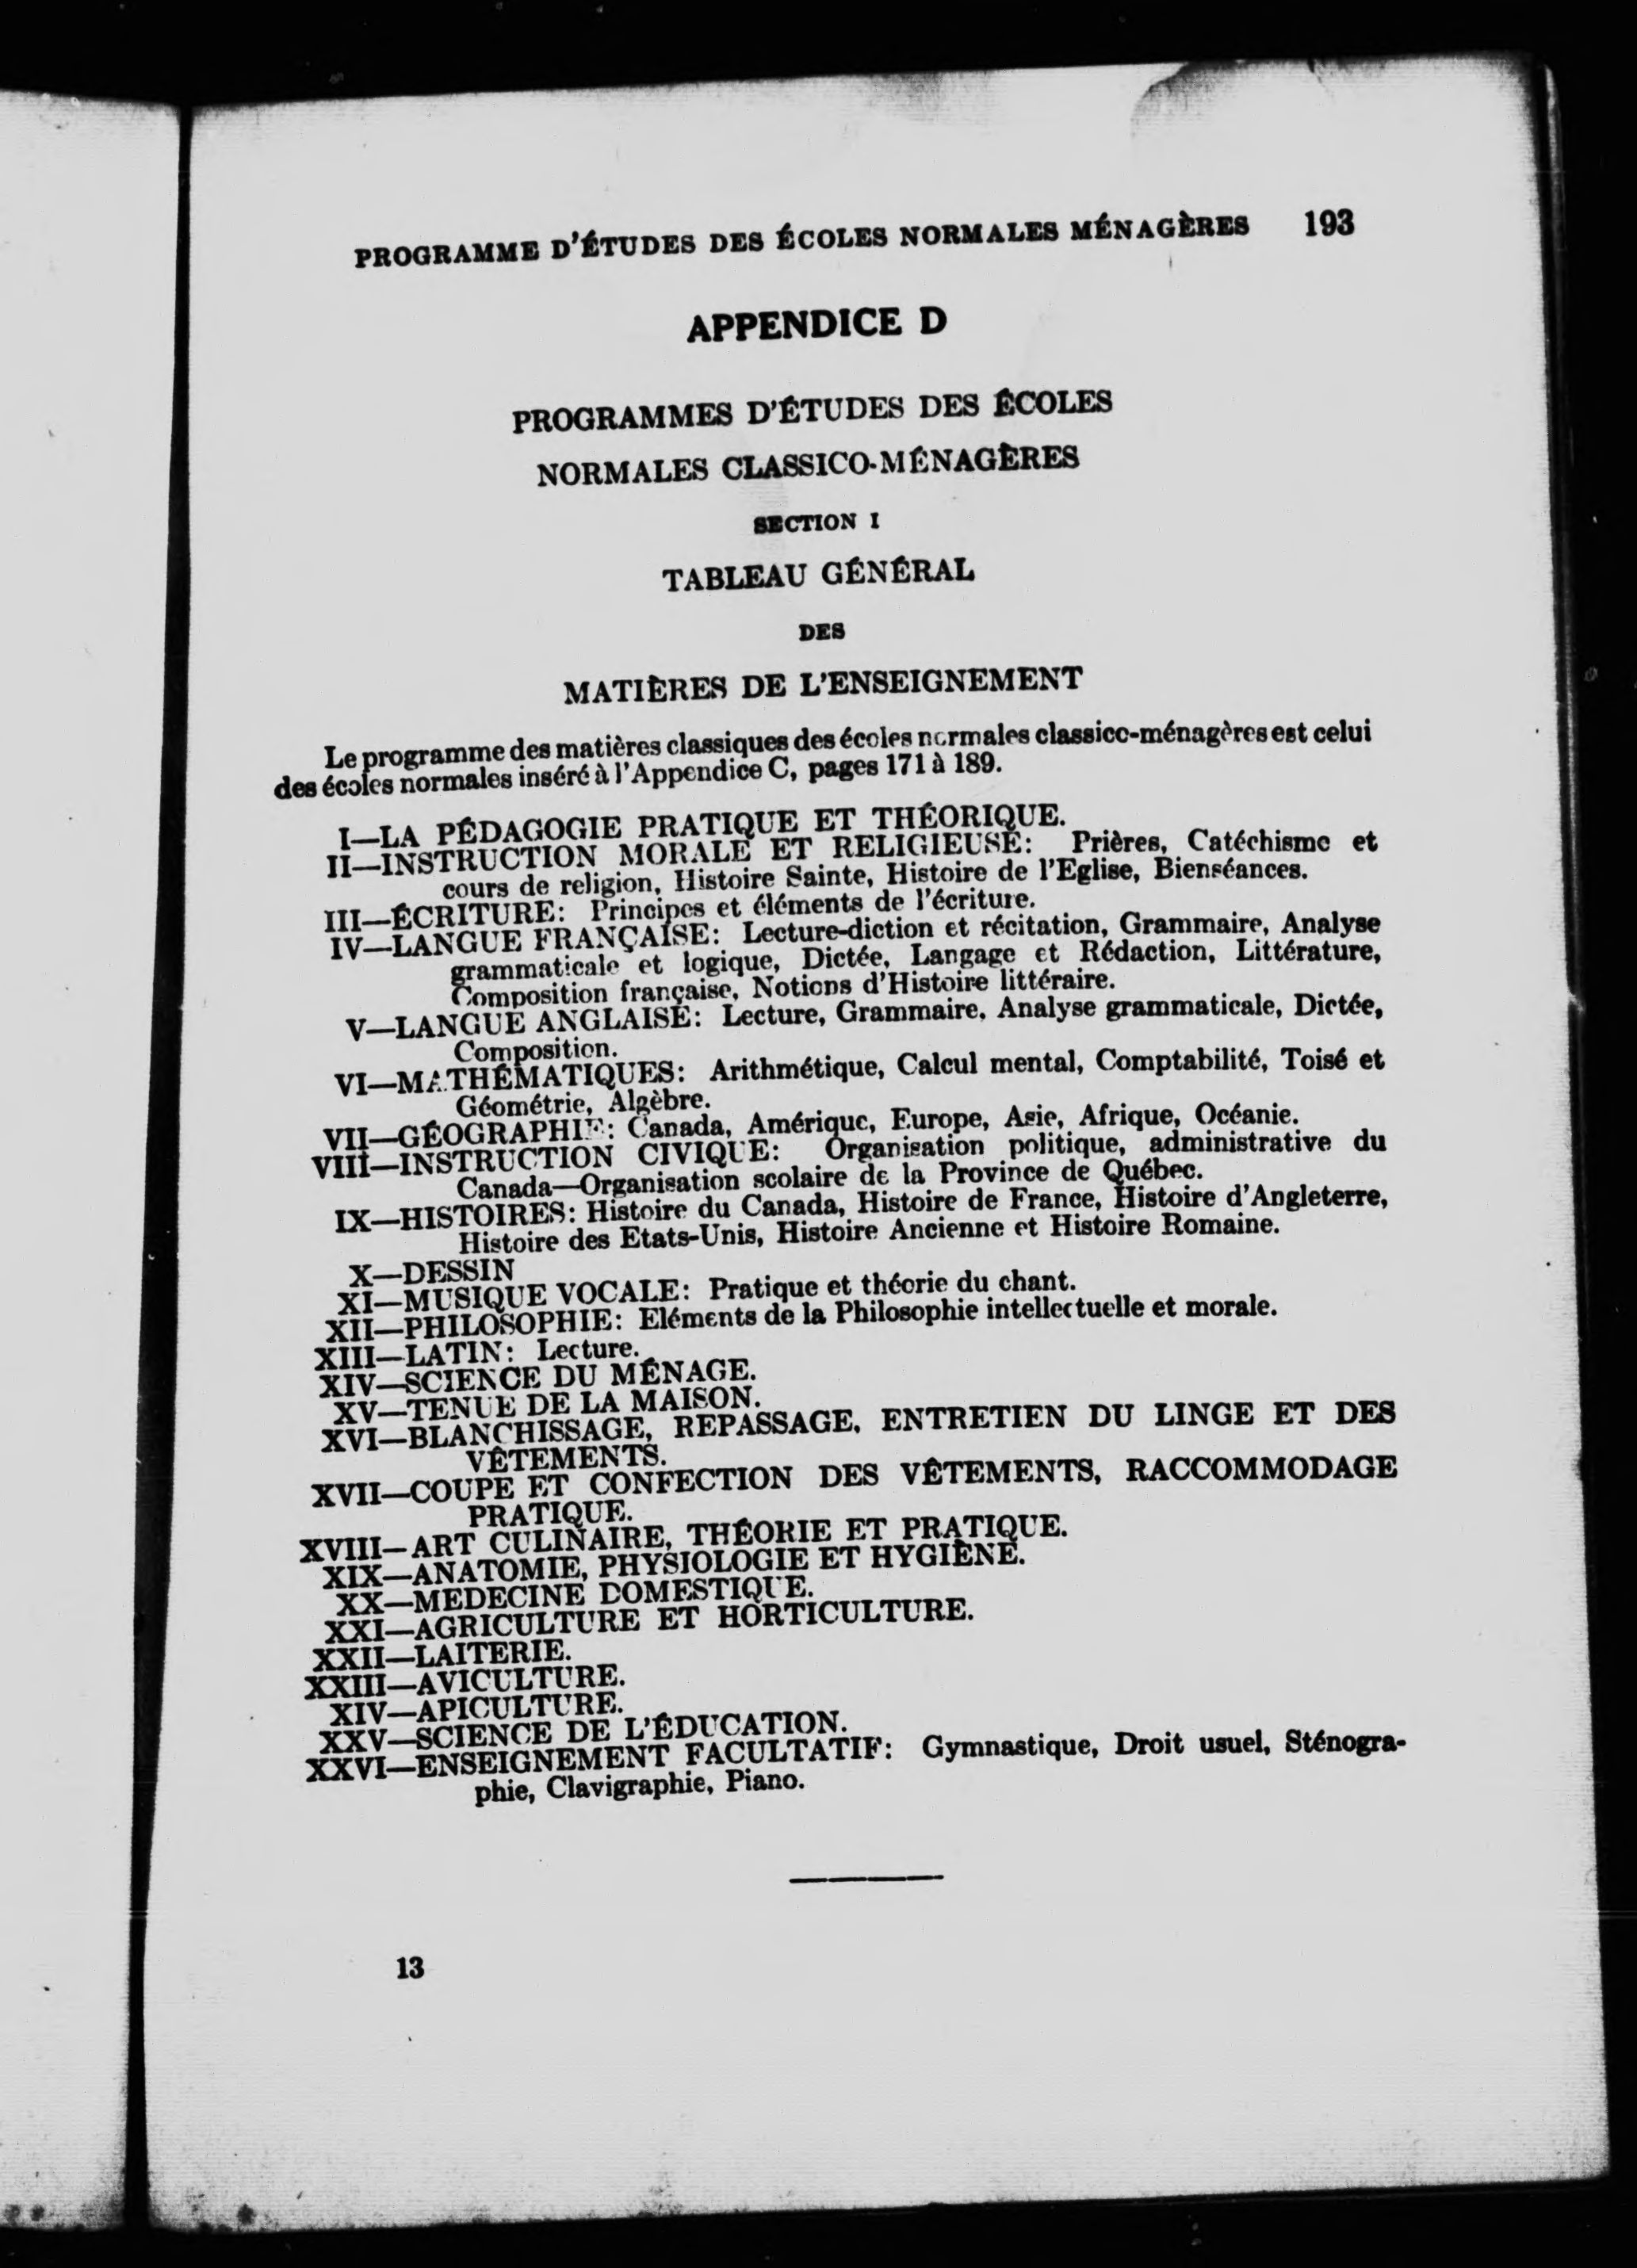 PROGRAMME D'ÉTUDES DES ÉCOLES NORMALES MÉNAGÈRES 193
APPENDICE D
PROGRAMMES D'ÉTUDES DES ÉCOLES
NORMALES CLASSICO-MÉNAGÈRES
SECTION I
TABLEAU GÉNÉRAL
DES
MATIÈRES DE L'ENSEIGNEMENT
Le programme des matières classiques des écoles normales classico-ménagères est celui
des écoles normales inséré à l'Appendice C, pages 171 à 189.
I—LA PÉDAGOGIE PRATIQUE ET THÉORIQUE.
II—INSTRUCTION MORALE ET RELIGIEUSE: Prières, Catéchisme et
cours de religion, Histoire Sainte, Histoire de l'Eglise, Bienséances.
III—ÉCRITURE: Principes et éléments de l'écriture.
IV—LANGUE FRANÇAISE: Lecture-diction et récitation, Grammaire, Analyse
grammaticale et logique, Dictée, Langage et Rédaction, Littérature,
Composition française, Notions d'Histoire littéraire.
V—LANGUE ANGLAISE: Lecture, Grammaire, Analyse grammaticale, Dictée,
Composition.
VI—MATHÉMATIQUES: Arithmétique, Calcul mental, Comptabilité, Toisé et
Géométrie, Algèbre.
VII—GÉOGRAPHIE: Canada, Amérique, Europe, Asie, Afrique, Océanie.
VIII—INSTRUCTION CIVIQUE: Organisation politique, administrative du
Canada—Organisation scolaire de la Province de Québec.
IX—HISTOIRES: Histoire du Canada, Histoire de France, Histoire d'Angleterre,
Histoire des Etats-Unis, Histoire Ancienne et Histoire Romaine.
X—DESSIN
XI—MUSIQUE VOCALE: Pratique et théorie du chant.
XII—PHILOSOPHIE: Eléments de la Philosophie intellectuelle et morale.
XIII—LATIN: Lecture.
XIV—SCIENCE DU MÉNAGE.
XV—TENUE DE LA MAISON.
XVI—BLANCHISSAGE, REPASSAGE, ENTRETIEN DU LINGE ET DES
VÊTEMENTS.
XVII—COUPE ET CONFECTION DES VÊTEMENTS, RACCOMMODAGE
PRATIQUE.
XVIII—ART CULINAIRE, THÉORIE ET PRATIQUE.
XIX—ANATOMIE, PHYSIOLOGIE ET HYGIÈNE.
XX—MEDECINE DOMESTIQUE.
XXI—AGRICULTURE ET HORTICULTURE.
XXII—LAITERIE.
XXIII—AVICULTURE.
XIV—APICULTURE.
XXV—SCIENCE DE L'ÉDUCATION.
XXVI—ENSEIGNEMENT FACULTATIF: Gymnastique, Droit usuel, Sténogra-
phie, Clavigraphie, Piano.
13